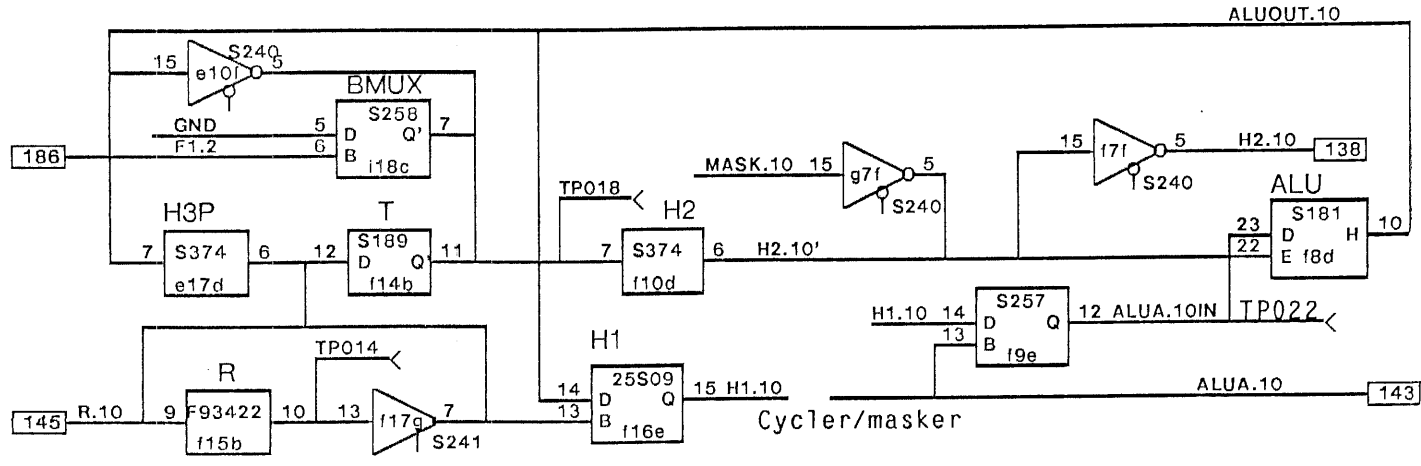 ALUOUT.10
15 e10f S240 5
BMUX
GND 5 D S258 Q' 7
186 F1.2 6 B i18c
15 f7f 5 H2.10 138
S240
MASK.10 15 g7f 5
S240
TP018
H3P T H2 ALU
7 S374 6 e17d
12 S189 D Q' 11 f14b
7 S374 6 H2.10' f10d
23 D S181 H 10
22 E f8d
H1.10 14 D S257 Q 12 ALUA.10IN TP022
13 B f9e
TP014
R H1
145 R.10 9 F93422 10 f15b
13 f17g 7 S241
14 D 25S09 Q 15 H1.10
13 B f16e
Cycler/masker
ALUA.10 143